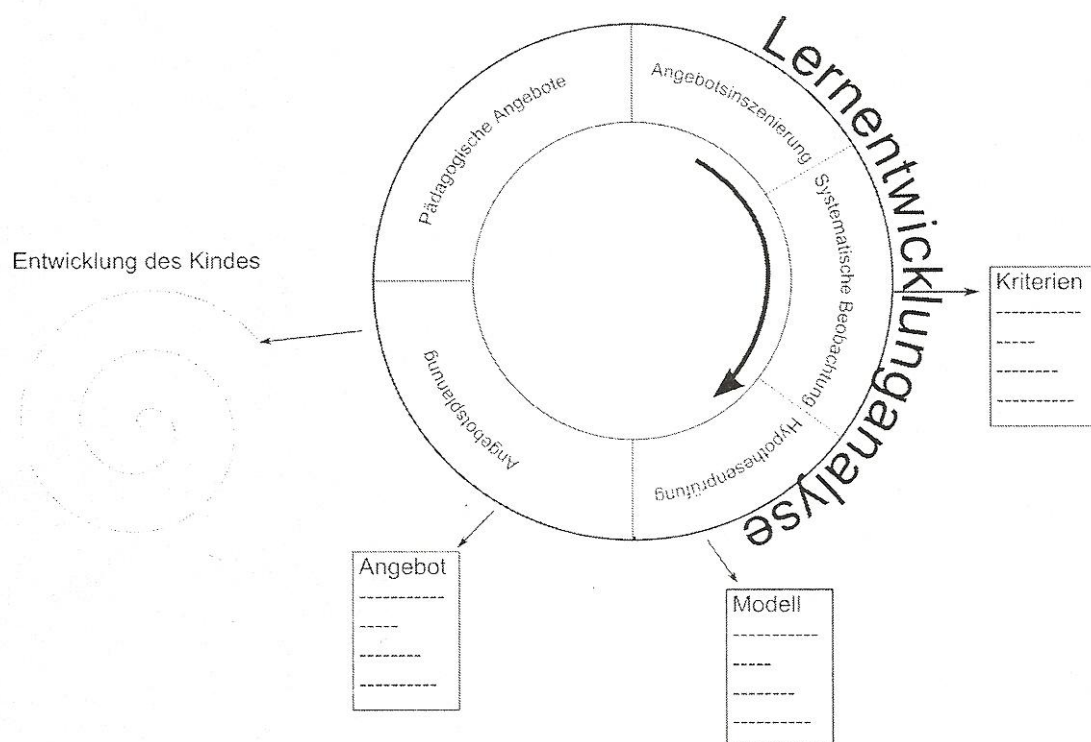 Lernentwicklunganalyse
Pädagogische Angebote
Angebotsinszenierung
Systematische Beobachtung
Hypothesenprüfung
Angebotsplanung
Entwicklung des Kindes
Kriterien
Angebot
Modell